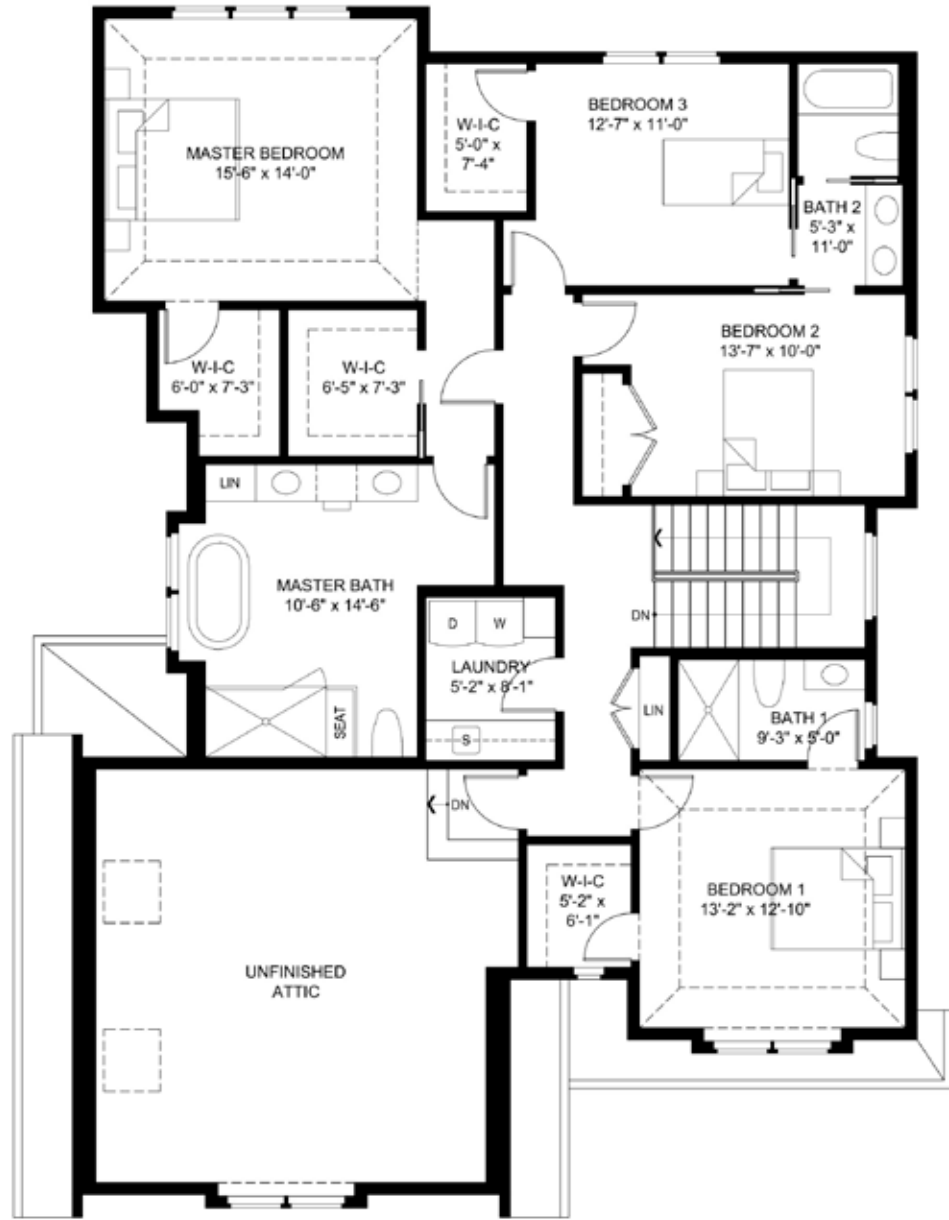 MASTER BEDROOM
15'-6" x 14'-0"
W-I-C
5'-0" x
7'-4"
BEDROOM 3
12'-7" x 11'-0"
BATH 2
5'-3" x
11'-0"
W-I-C
6'-0" x 7'-3"
W-I-C
6'-5" x 7'-3"
BEDROOM 2
13'-7" x 10'-0"
LIN
MASTER BATH
10'-6" x 14'-6"
D
W
DN
LAUNDRY
5'-2" x 8'-1"
S
SEAT
LIN
BATH 1
9'-3" x 5'-0"
DN
W-I-C
5'-2" x
6'-1"
BEDROOM 1
13'-2" x 12'-10"
UNFINISHED
ATTIC